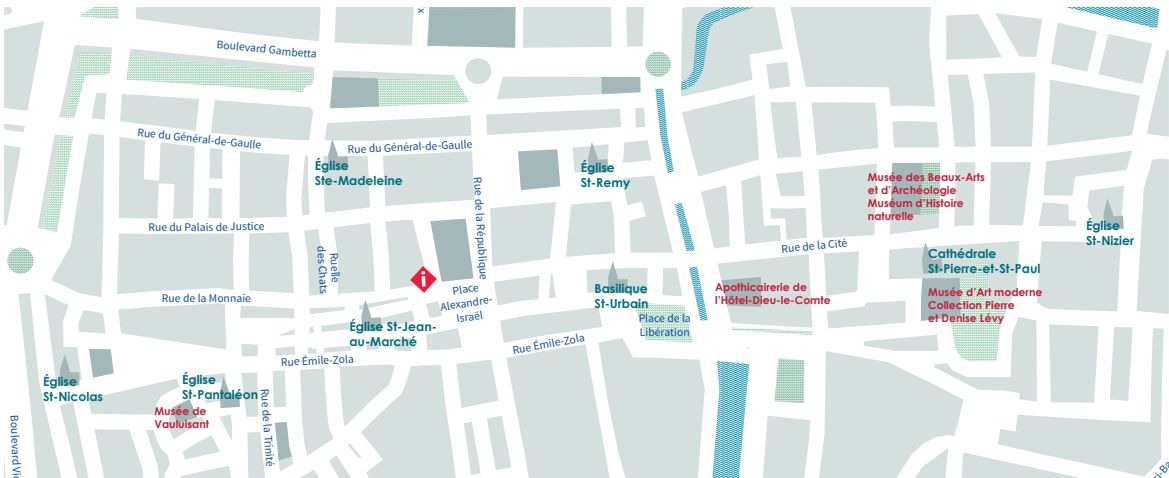 Boulevard Gambetta
Rue du Général-de-Gaulle
Rue du Général-de-Gaulle
Église
Ste-Madeleine
Église
St-Remy
Musée des Beaux-Arts
et d'Archéologie
Muséum d'Histoire
naturelle
Rue de la République
Rue du Palais de Justice
Ruelle
des Chats
Rue de la Cité
Église
St-Nizier
Cathédrale
St-Pierre-et-St-Paul
Musée d'Art moderne
Collection Pierre
et Denise Lévy
Rue de la Monnaie
i
Place
Alexandre-
Israël
Basilique
St-Urbain
Apothicairerie de
l'Hôtel-Dieu-le-Comte
Place de la
Libération
Église St-Jean-
au-Marché
Rue Émile-Zola
Rue Émile-Zola
Église
St-Nicolas
Église
St-Pantaléon
Musée de
Vauluisant
Rue de la Trinité
Boulevard Vic